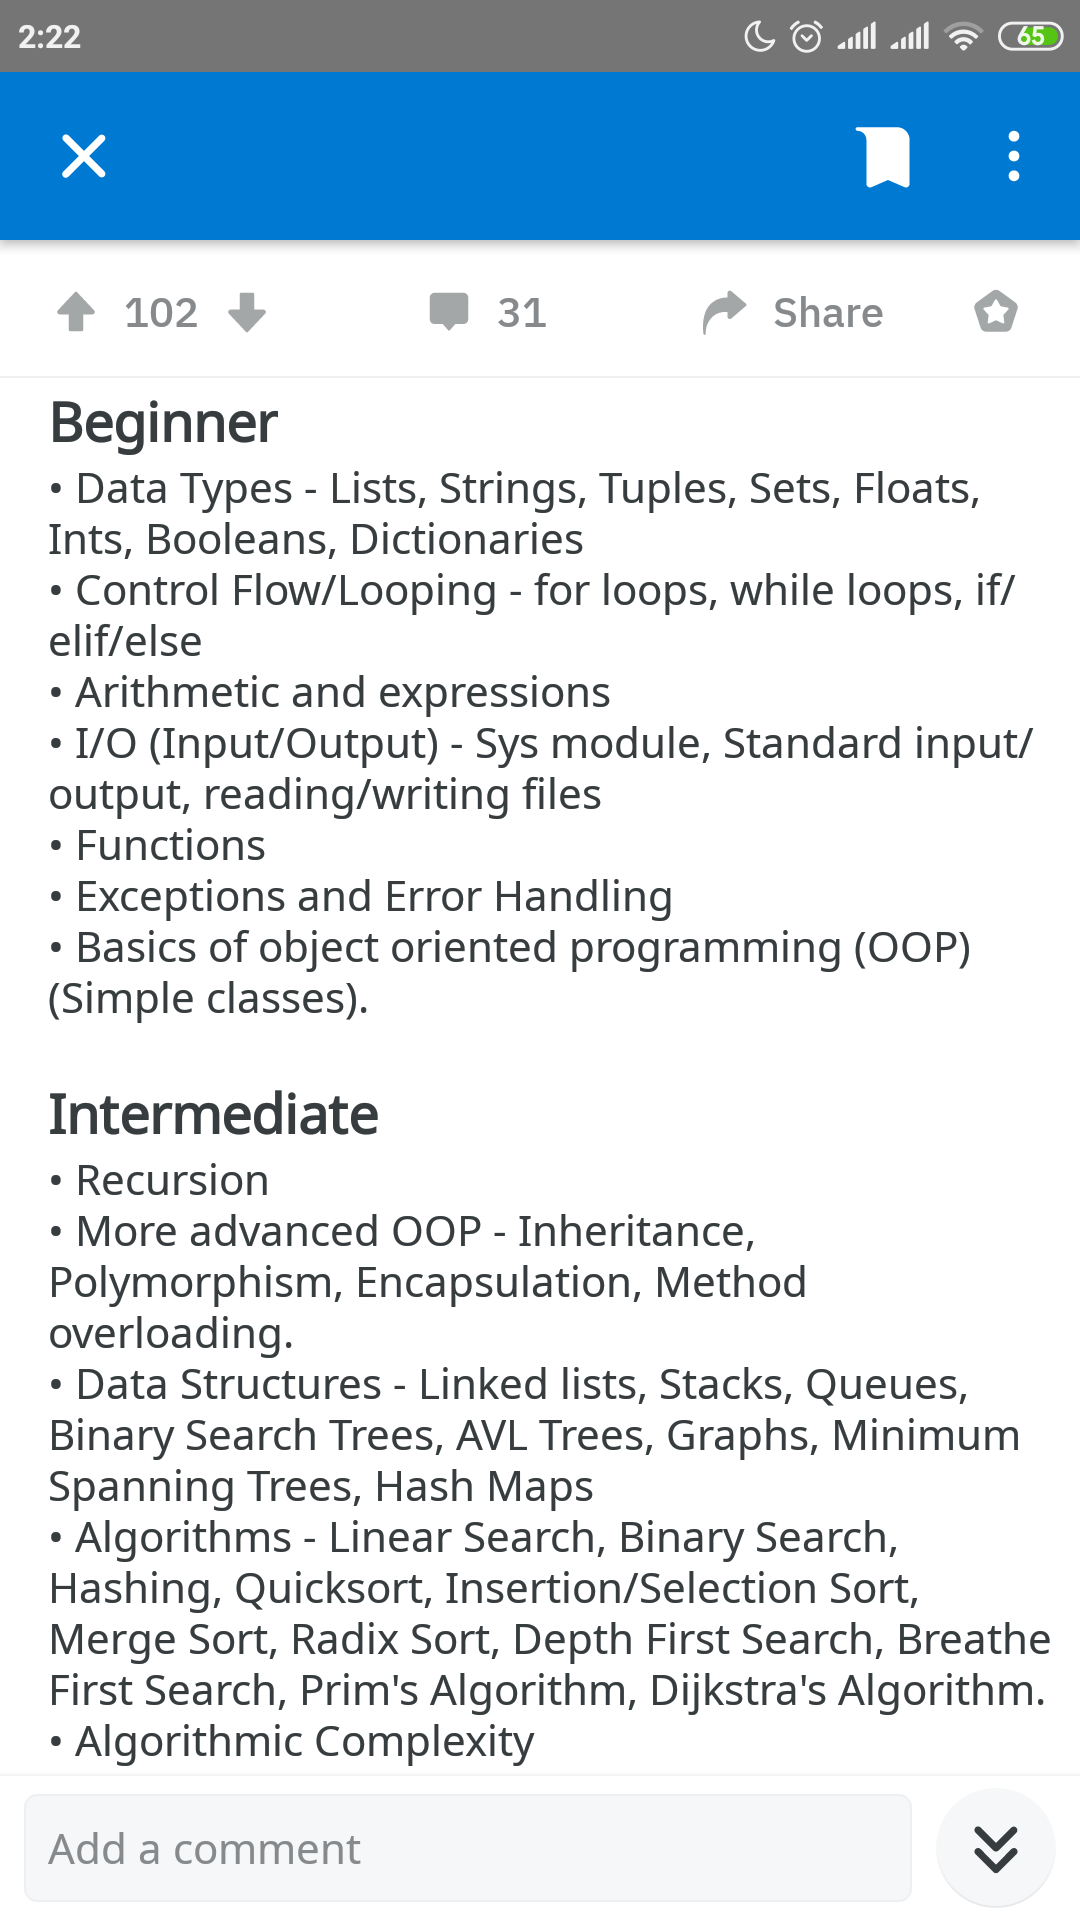 2:22
65
102
31
Share
Beginner
• Data Types - Lists, Strings, Tuples, Sets, Floats,
Ints, Booleans, Dictionaries
• Control Flow/Looping - for loops, while loops, if/
elif/else
• Arithmetic and expressions
• I/O (Input/Output) - Sys module, Standard input/
output, reading/writing files
• Functions
• Exceptions and Error Handling
• Basics of object oriented programming (OOP)
(Simple classes).
Intermediate
• Recursion
• More advanced OOP - Inheritance,
Polymorphism, Encapsulation, Method
overloading.
• Data Structures - Linked lists, Stacks, Queues,
Binary Search Trees, AVL Trees, Graphs, Minimum
Spanning Trees, Hash Maps
• Algorithms - Linear Search, Binary Search,
Hashing, Quicksort, Insertion/Selection Sort,
Merge Sort, Radix Sort, Depth First Search, Breathe
First Search, Prim's Algorithm, Dijkstra's Algorithm.
• Algorithmic Complexity
Add a comment